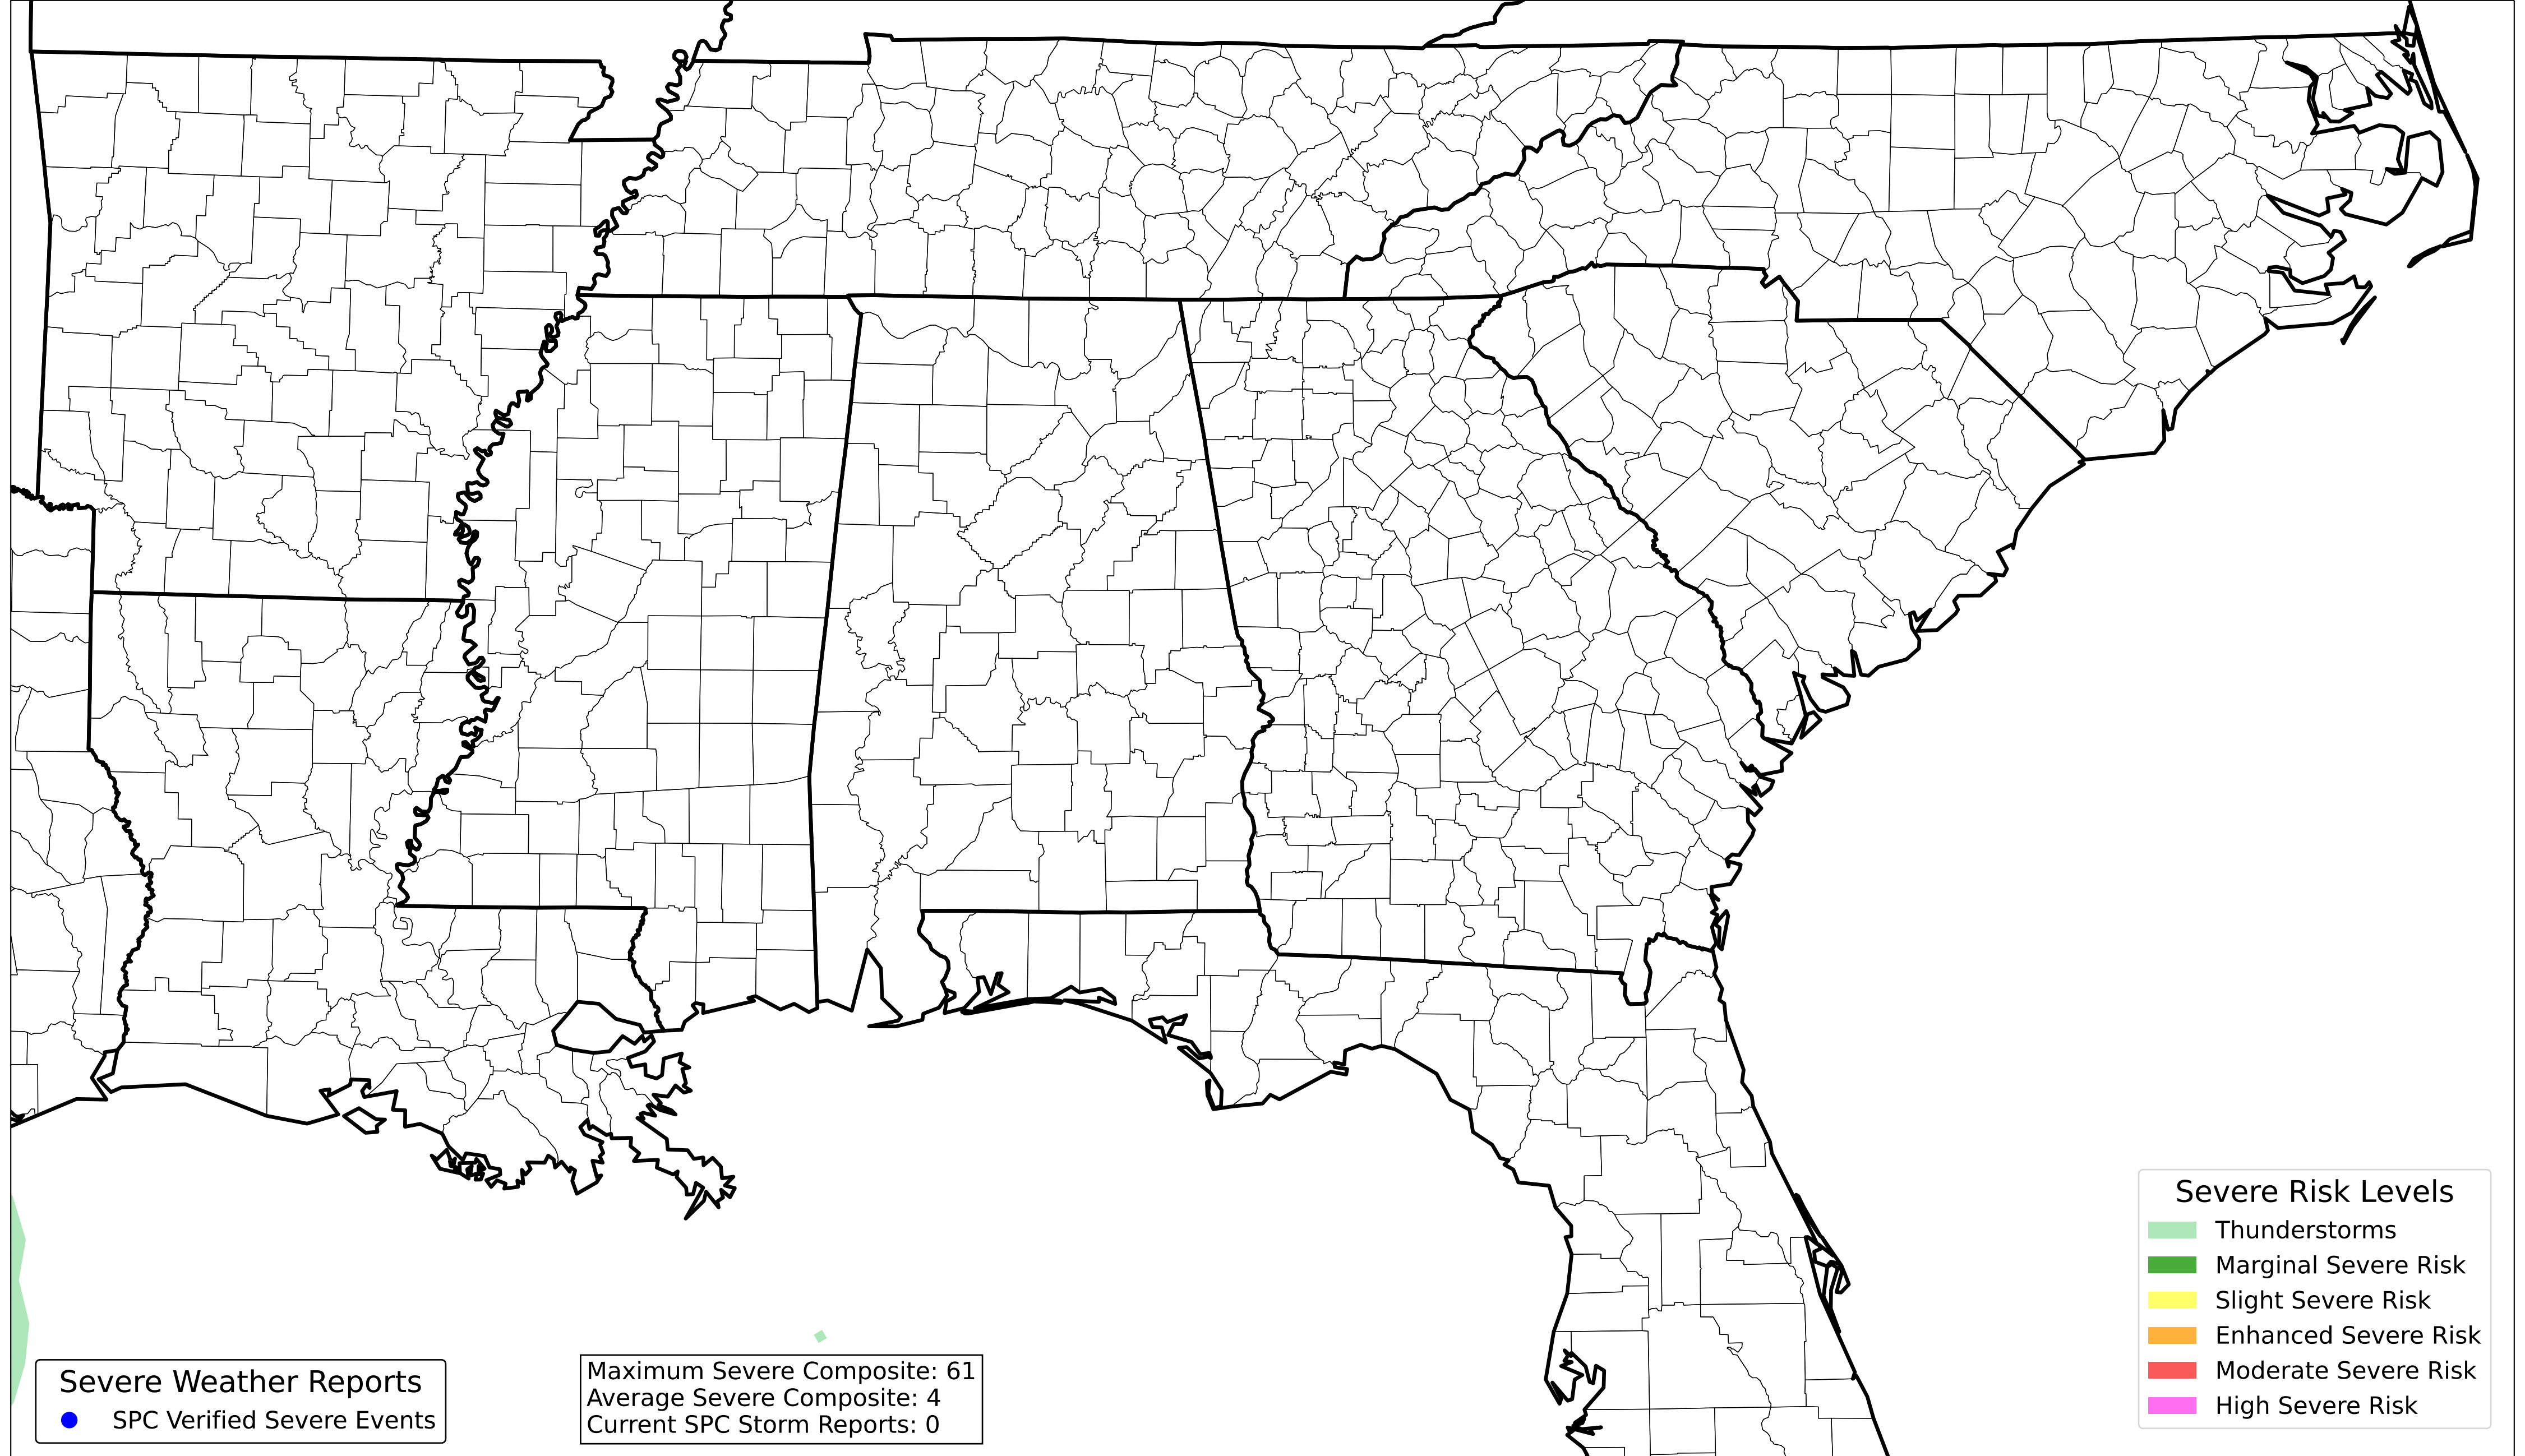 Severe Weather Reports
SPC Verified Severe Events
Maximum Severe Composite: 61
Average Severe Composite: 4
Current SPC Storm Reports: 0
Severe Risk Levels
Thunderstorms
Marginal Severe Risk
Slight Severe Risk
Enhanced Severe Risk
Moderate Severe Risk
High Severe Risk